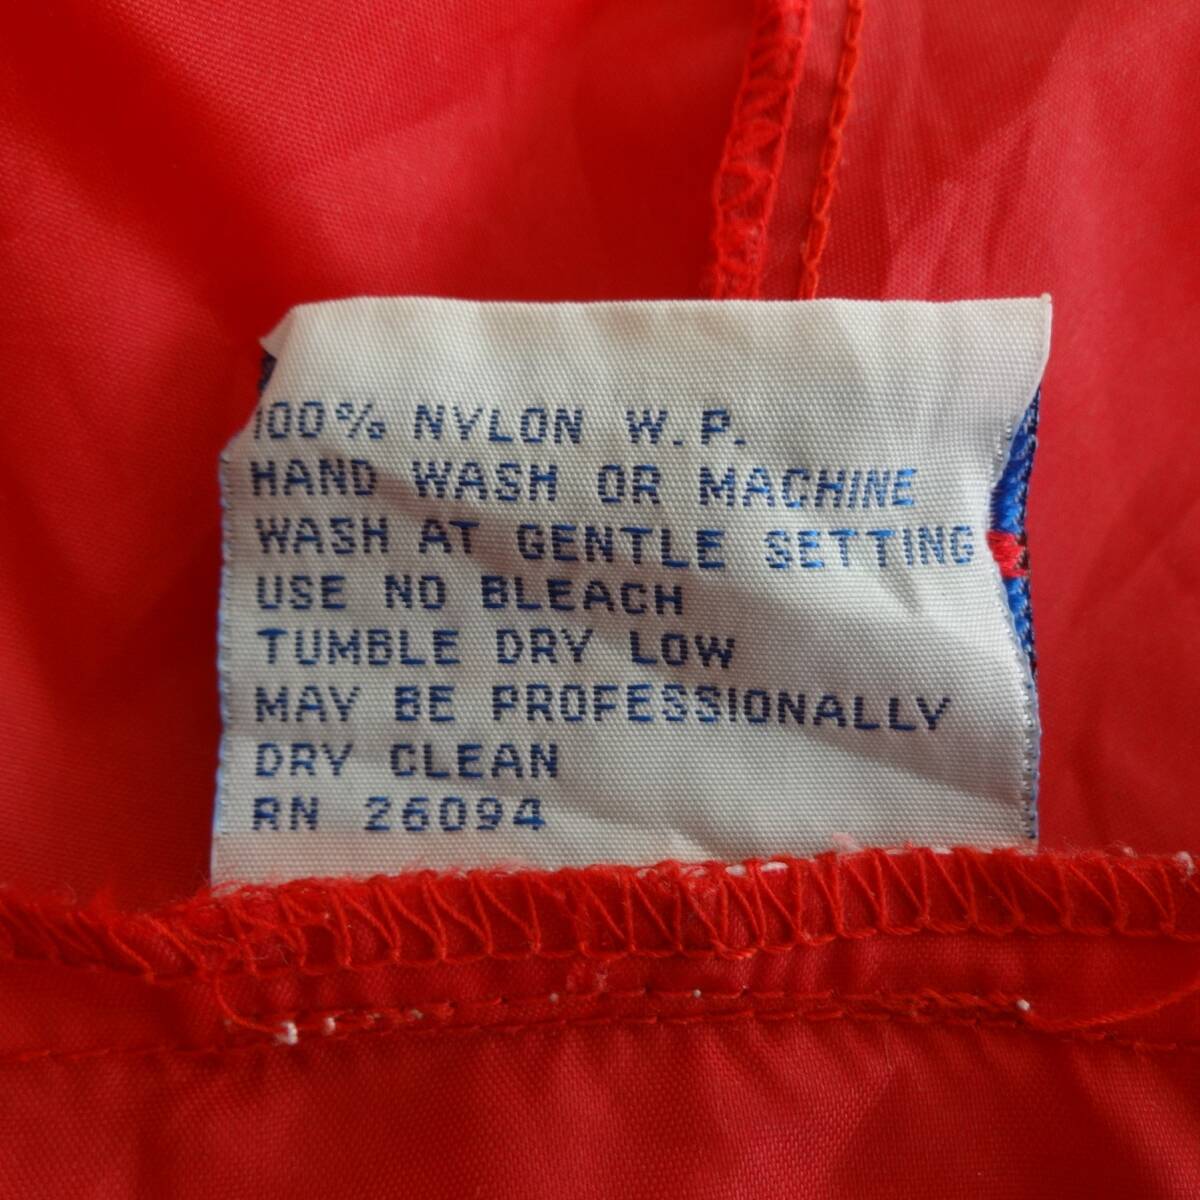 100% NYLON W.P.
HAND WASH OR MACHINE
WASH AT GENTLE SETTING
USE NO BLEACH
TUMBLE DRY LOW
MAY BE PROFESSIONALLY
DRY CLEAN
RN 26094